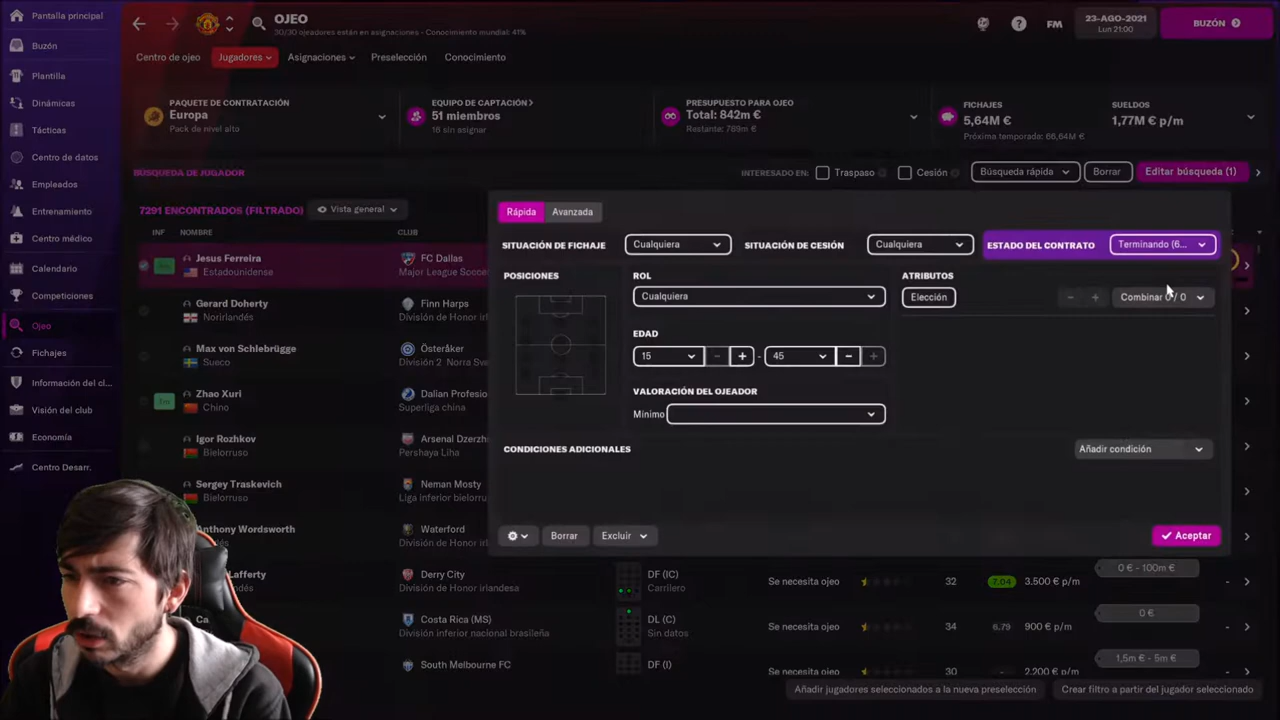 Pantalla principal
Buzón
Plantilla
Dinámicas
Tácticas
Centro de datos
Empleados
Entrenamiento
Centro médico
Calendario
Competiciones
Ojeo
Fichajes
Información del cl...
Visión del club
Economía
Centro Desarr.
OJEO
30/30 ojeadores están en asignaciones - Conocimiento mundial: 41%
FM
23-AGO-2021
Lun 21:00
BUZÓN
Centro de ojeo
Jugadores
Asignaciones
Preselección
Conocimiento
PAQUETE DE CONTRATACIÓN
Europa
Pack de nivel alto
EQUIPO DE CAPTACIÓN >
51 miembros
18 sin asignar
PRESUPUESTO PARA OJEO
Total: 842m €
Restante: 789m €
FICHAJES
5,64M €
Próxima temporada: 66,64M €
SUELDOS
1,77M € p/m
BÚSQUEDA DE JUGADOR
INTERESADO EN:
Traspaso
Cesión
Búsqueda rápida
Borrar
Editar búsqueda (1)
7291 ENCONTRADOS (FILTRADO)
Vista general
INF
NOMBRE
CLUB
Jesus Ferreira
Estadounidense
FC Dallas
Major League Soccer
Gerard Doherty
Norirlandés
Finn Harps
División de Honor i
Max von Schlebrügge
Sueco
Österåker
División 2 Norra Sv
Zhao Xuri
Chino
Dalian Profesio
Superliga china
Igor Rozhkov
Bielorruso
Arsenal Dzerzh
Pershaya Liha
Sergey Traskevich
Bielorruso
Neman Mosty
Liga inferior bielorr
Anthony Wordsworth
Waterford
División de Honor i
Lafferty
Derry City
División de Honor irlandesa
DF (IC)
Carrilero
Se necesita ojeo
32
7.04
3.500 € p/m
0 € - 100m €
-
Costa Rica (MS)
División inferior nacional brasileña
DL (C)
Sin datos
Se necesita ojeo
34
6.79
900 € p/m
0 €
-
South Melbourne FC
DF (I)
Se necesita ojeo
30
-
2.200 € p/m
1,5m € - 5m €
-
Rápida
Avanzada
SITUACIÓN DE FICHAJE
Cualquiera
SITUACIÓN DE CESIÓN
Cualquiera
ESTADO DEL CONTRATO
Terminando (6...
POSICIONES
ROL
Cualquiera
ATRIBUTOS
Elección
Combinar 0 / 0
EDAD
15
-
45
VALORACIÓN DEL OJEADOR
Mínimo
CONDICIONES ADICIONALES
Añadir condición
Borrar
Excluir
Aceptar
Añadir jugadores seleccionados a la nueva preselección
Crear filtro a partir del jugador seleccionado